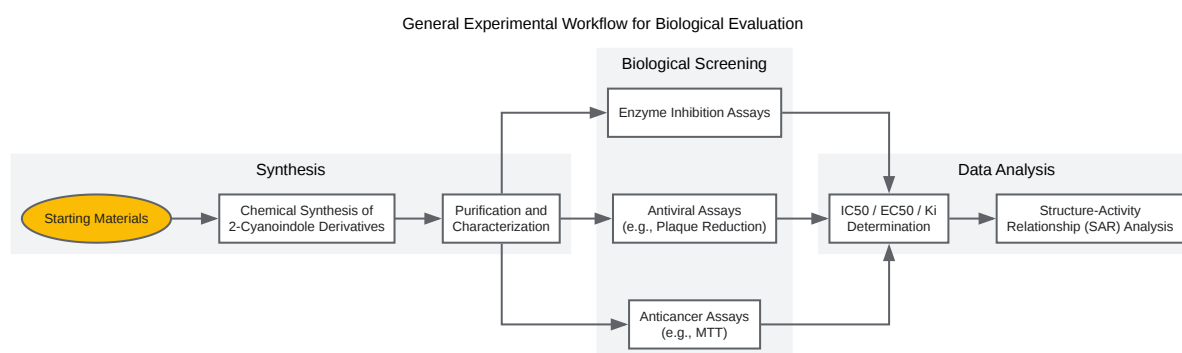 General Experimental Workflow for Biological Evaluation
Biological Screening
Enzyme Inhibition Assays
Synthesis
Data Analysis
Starting Materials
Chemical Synthesis of
2-Cyanoindole Derivatives
Purification and
Characterization
Antiviral Assays
(e.g., Plaque Reduction)
IC50 / EC50 / Ki
Determination
Structure-Activity
Relationship (SAR) Analysis
Anticancer Assays
(e.g., MTT)